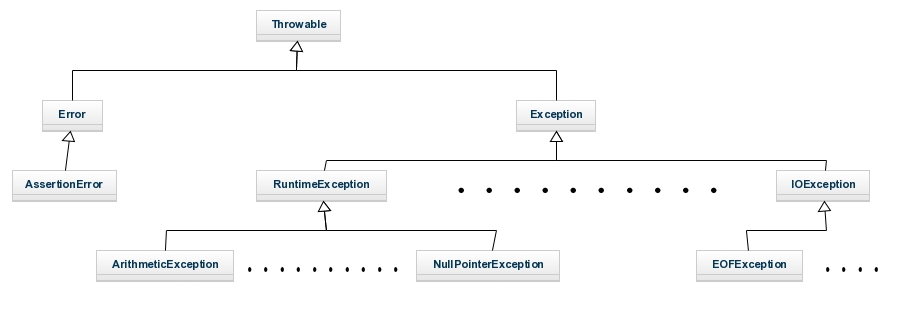 Throwable
Error
Exception
AssertionError
RuntimeException
IOException
ArithmeticException
NullPointerException
EOFException